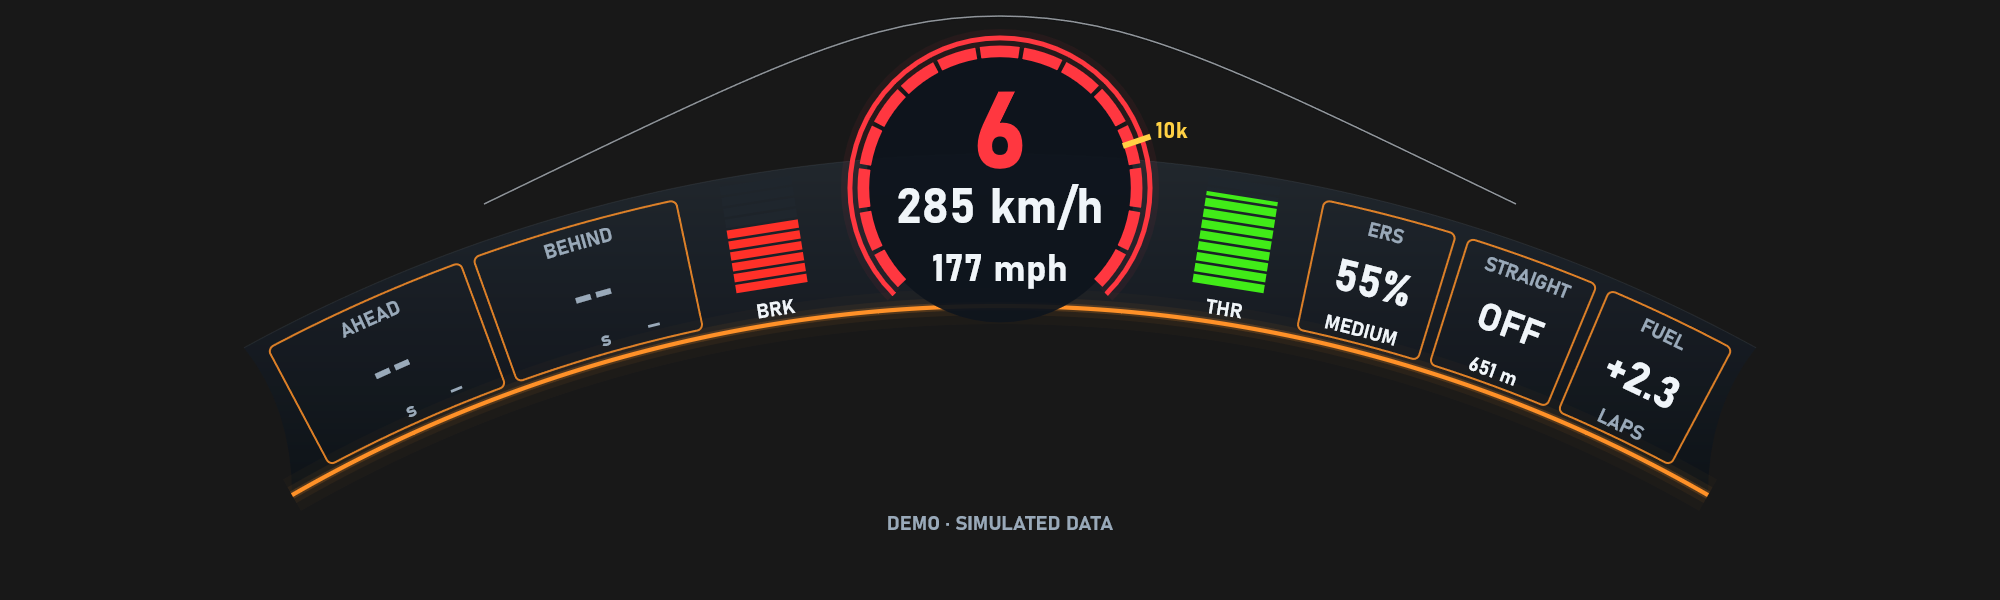 AHEAD
--
s –
BEHIND
--
s –
BRK
6
285 km/h
177 mph
10k
THR
ERS
55%
MEDIUM
STRAIGHT
OFF
651 m
FUEL
+2.3
LAPS
DEMO · SIMULATED DATA